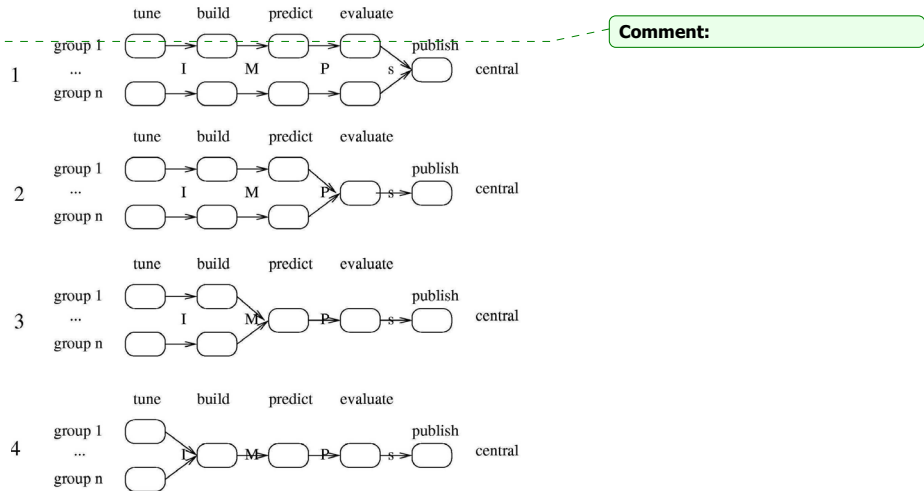 tune build predict evaluate
Comment:
group 1 publish
1 ... I M P s central
group n
tune build predict evaluate
group 1 publish
2 ... I M P s central
group n
tune build predict evaluate
group 1 publish
3 ... I M P s central
group n
tune build predict evaluate
group 1 publish
4 ... I M P s central
group n